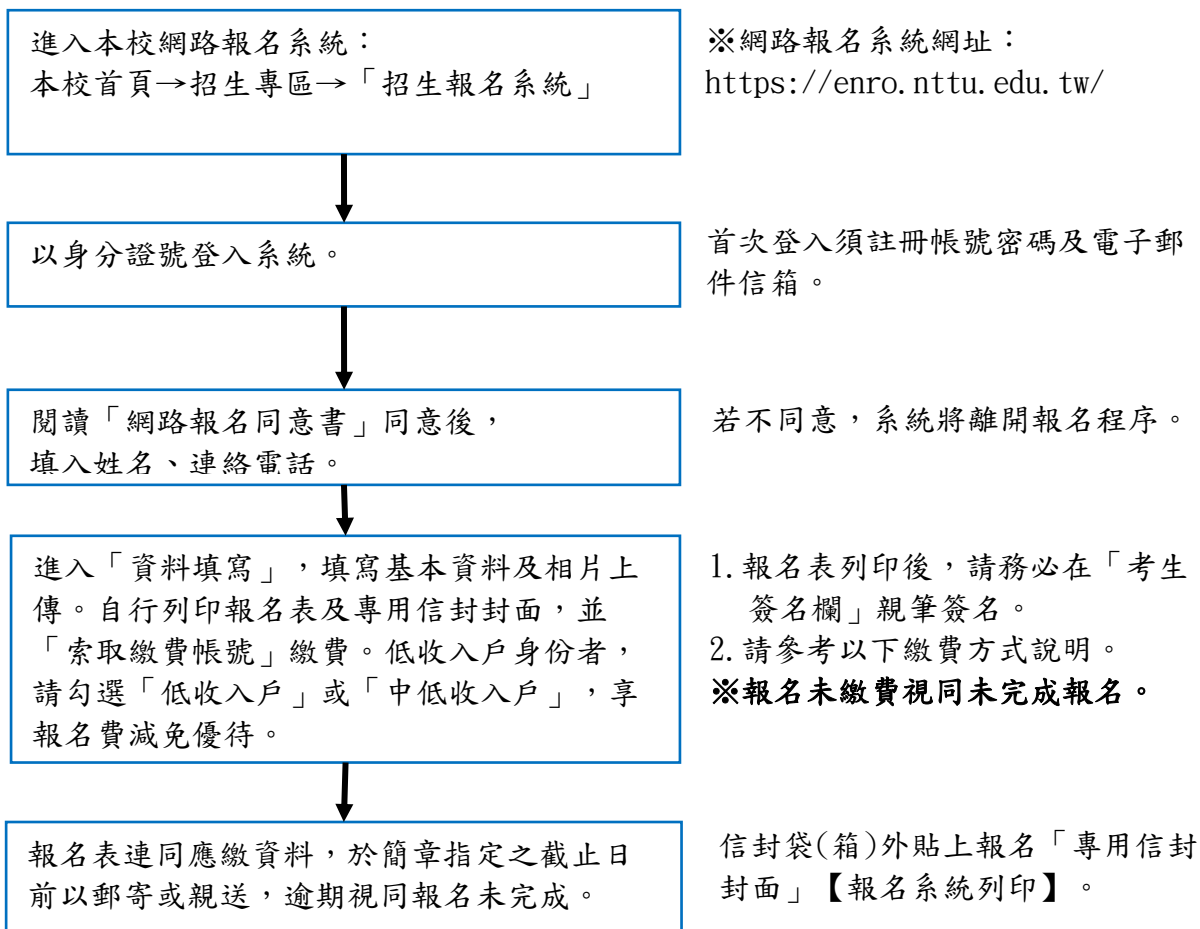 進入本校網路報名系統：
本校首頁→招生專區→「招生報名系統」
※網路報名系統網址：
https://enro.nttu.edu.tw/
以身分證號登入系統。
首次登入須註冊帳號密碼及電子郵
件信箱。
閱讀「網路報名同意書」同意後，
填入姓名、連絡電話。
若不同意，系統將離開報名程序。
進入「資料填寫」，填寫基本資料及相片上
傳。自行列印報名表及專用信封封面，並
「索取繳費帳號」繳費。低收入戶身份者，
請勾選「低收入戶」或「中低收入戶」，享
報名費減免優待。
1.報名表列印後，請務必在「考生
簽名欄」親筆簽名。
2.請參考以下繳費方式說明。
※報名未繳費視同未完成報名。
報名表連同應繳資料，於簡章指定之截止日
前以郵寄或親送，逾期視同報名未完成。
信封袋(箱)外貼上報名「專用信封
封面」【報名系統列印】。